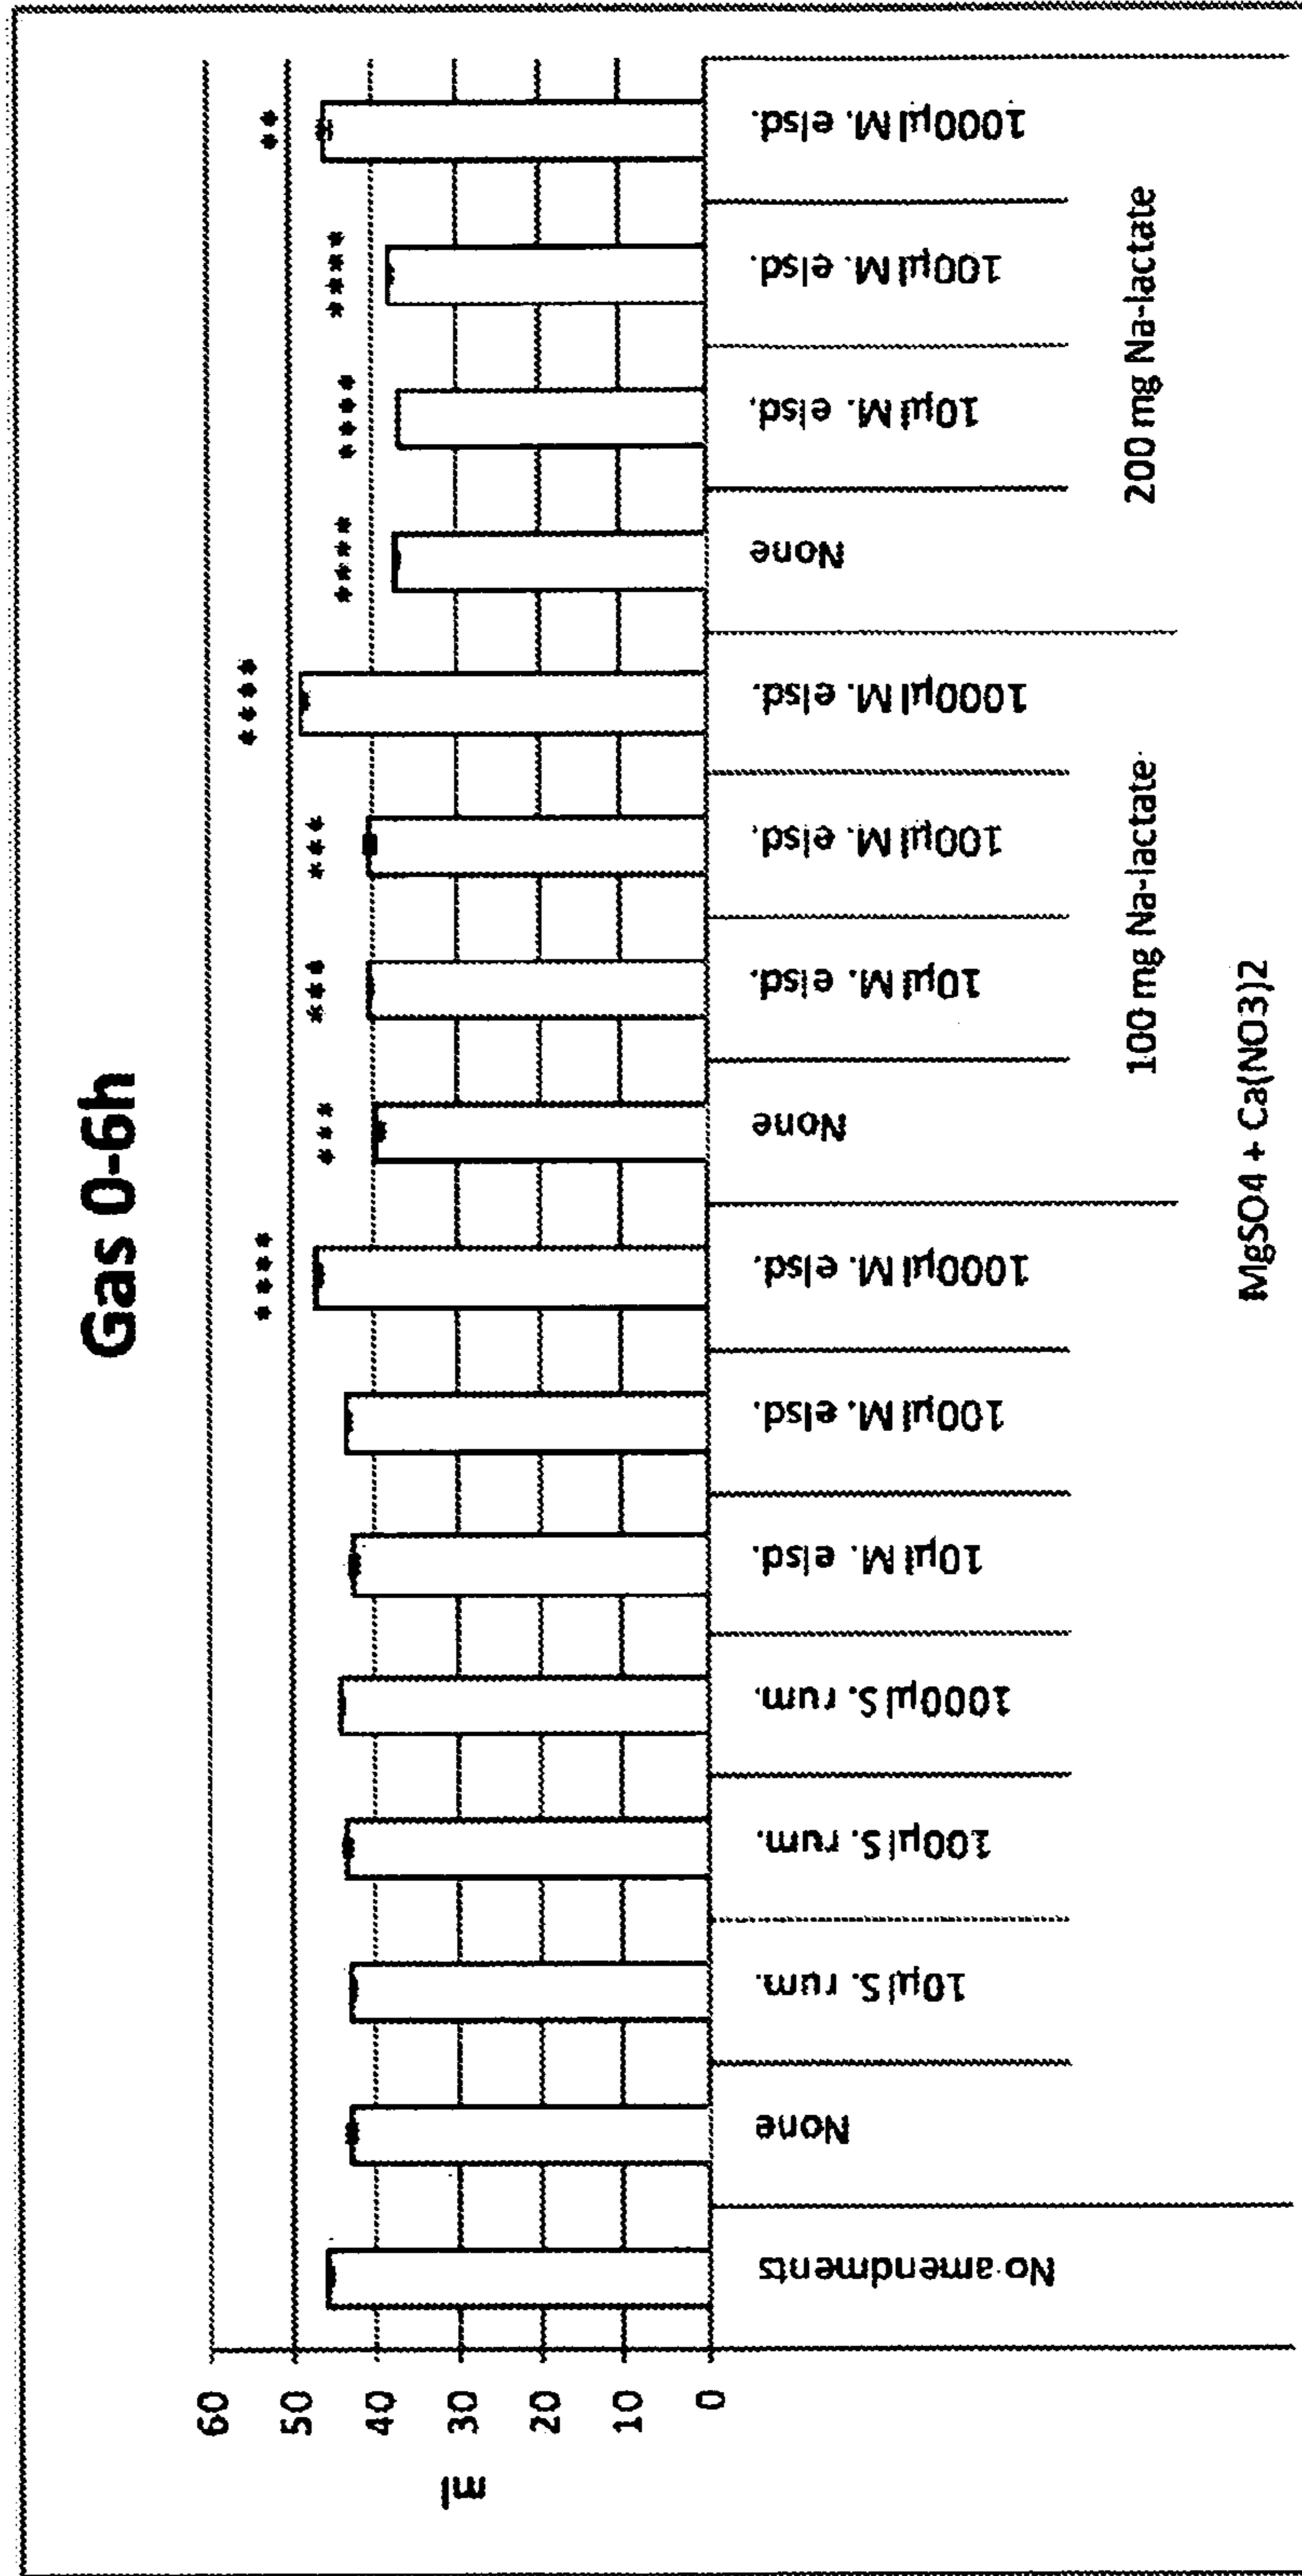 Gas 0-6h
ml
60
50
40
30
20
10
0
****
***
***
***
****
****
****
****
**
No amendments
None
10µl S. rum.
100µl S. rum.
1000µl S. rum.
10µl M. elsd.
100µl M. elsd.
1000µl M. elsd.
None
10µl M. elsd.
100µl M. elsd.
1000µl M. elsd.
None
10µl M. elsd.
100µl M. elsd.
1000µl M. elsd.
100 mg Na-lactate
200 mg Na-lactate
MgSO4 + Ca(NO3)2